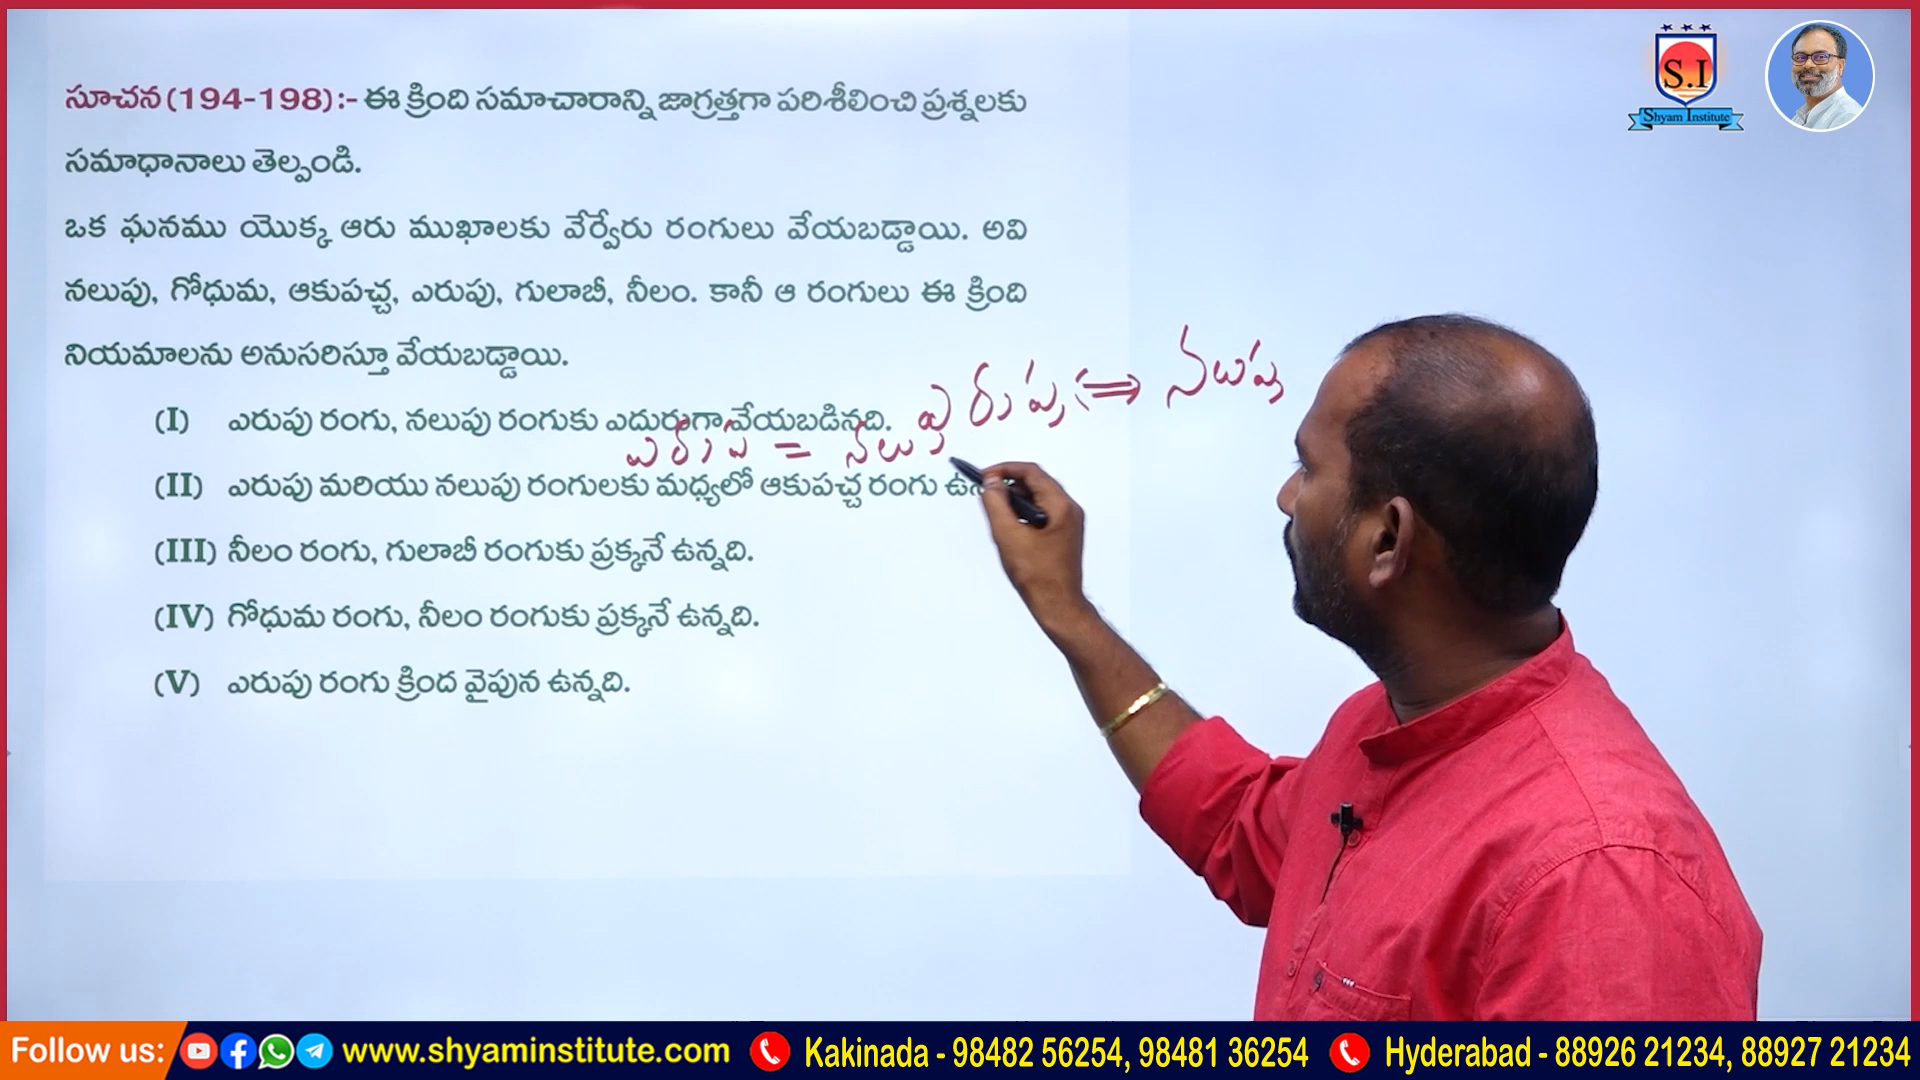 సూచన (194-198) :- ఈ క్రింది సమాచారాన్ని జాగ్రత్తగా పరిశీలించి ప్రశ్నలకు
సమాధానాలు తెల్పండి.
ఒక ఘనము యొక్క ఆరు ముఖాలకు వేర్వేరు రంగులు వేయబడ్డాయి. అవి
నలుపు, గోధుమ, ఆకుపచ్చ, ఎరుపు, గులాబీ, నీలం. కానీ ఆ రంగులు ఈ క్రింది
నియమాలను అనుసరిస్తూ వేయబడ్డాయి.
ఎరుపు ⇔ నలుపు
(I) ఎరుపు రంగు, నలుపు రంగుకు ఎదురుగా వేయబడినది.
ఎరుపు = నలుపు
(II) ఎరుపు మరియు నలుపు రంగులకు మధ్యలో ఆకుపచ్చ రంగు
(III) నీలం రంగు, గులాబీ రంగుకు ప్రక్కనే ఉన్నది.
(IV) గోధుమ రంగు, నీలం రంగుకు ప్రక్కనే ఉన్నది.
(V) ఎరుపు రంగు క్రింద వైపున ఉన్నది.
S.I
Shyam Institute
Follow us: www.shyaminstitute.com Kakinada - 98482 56254, 98481 36254 Hyderabad - 88926 21234, 88927 21234